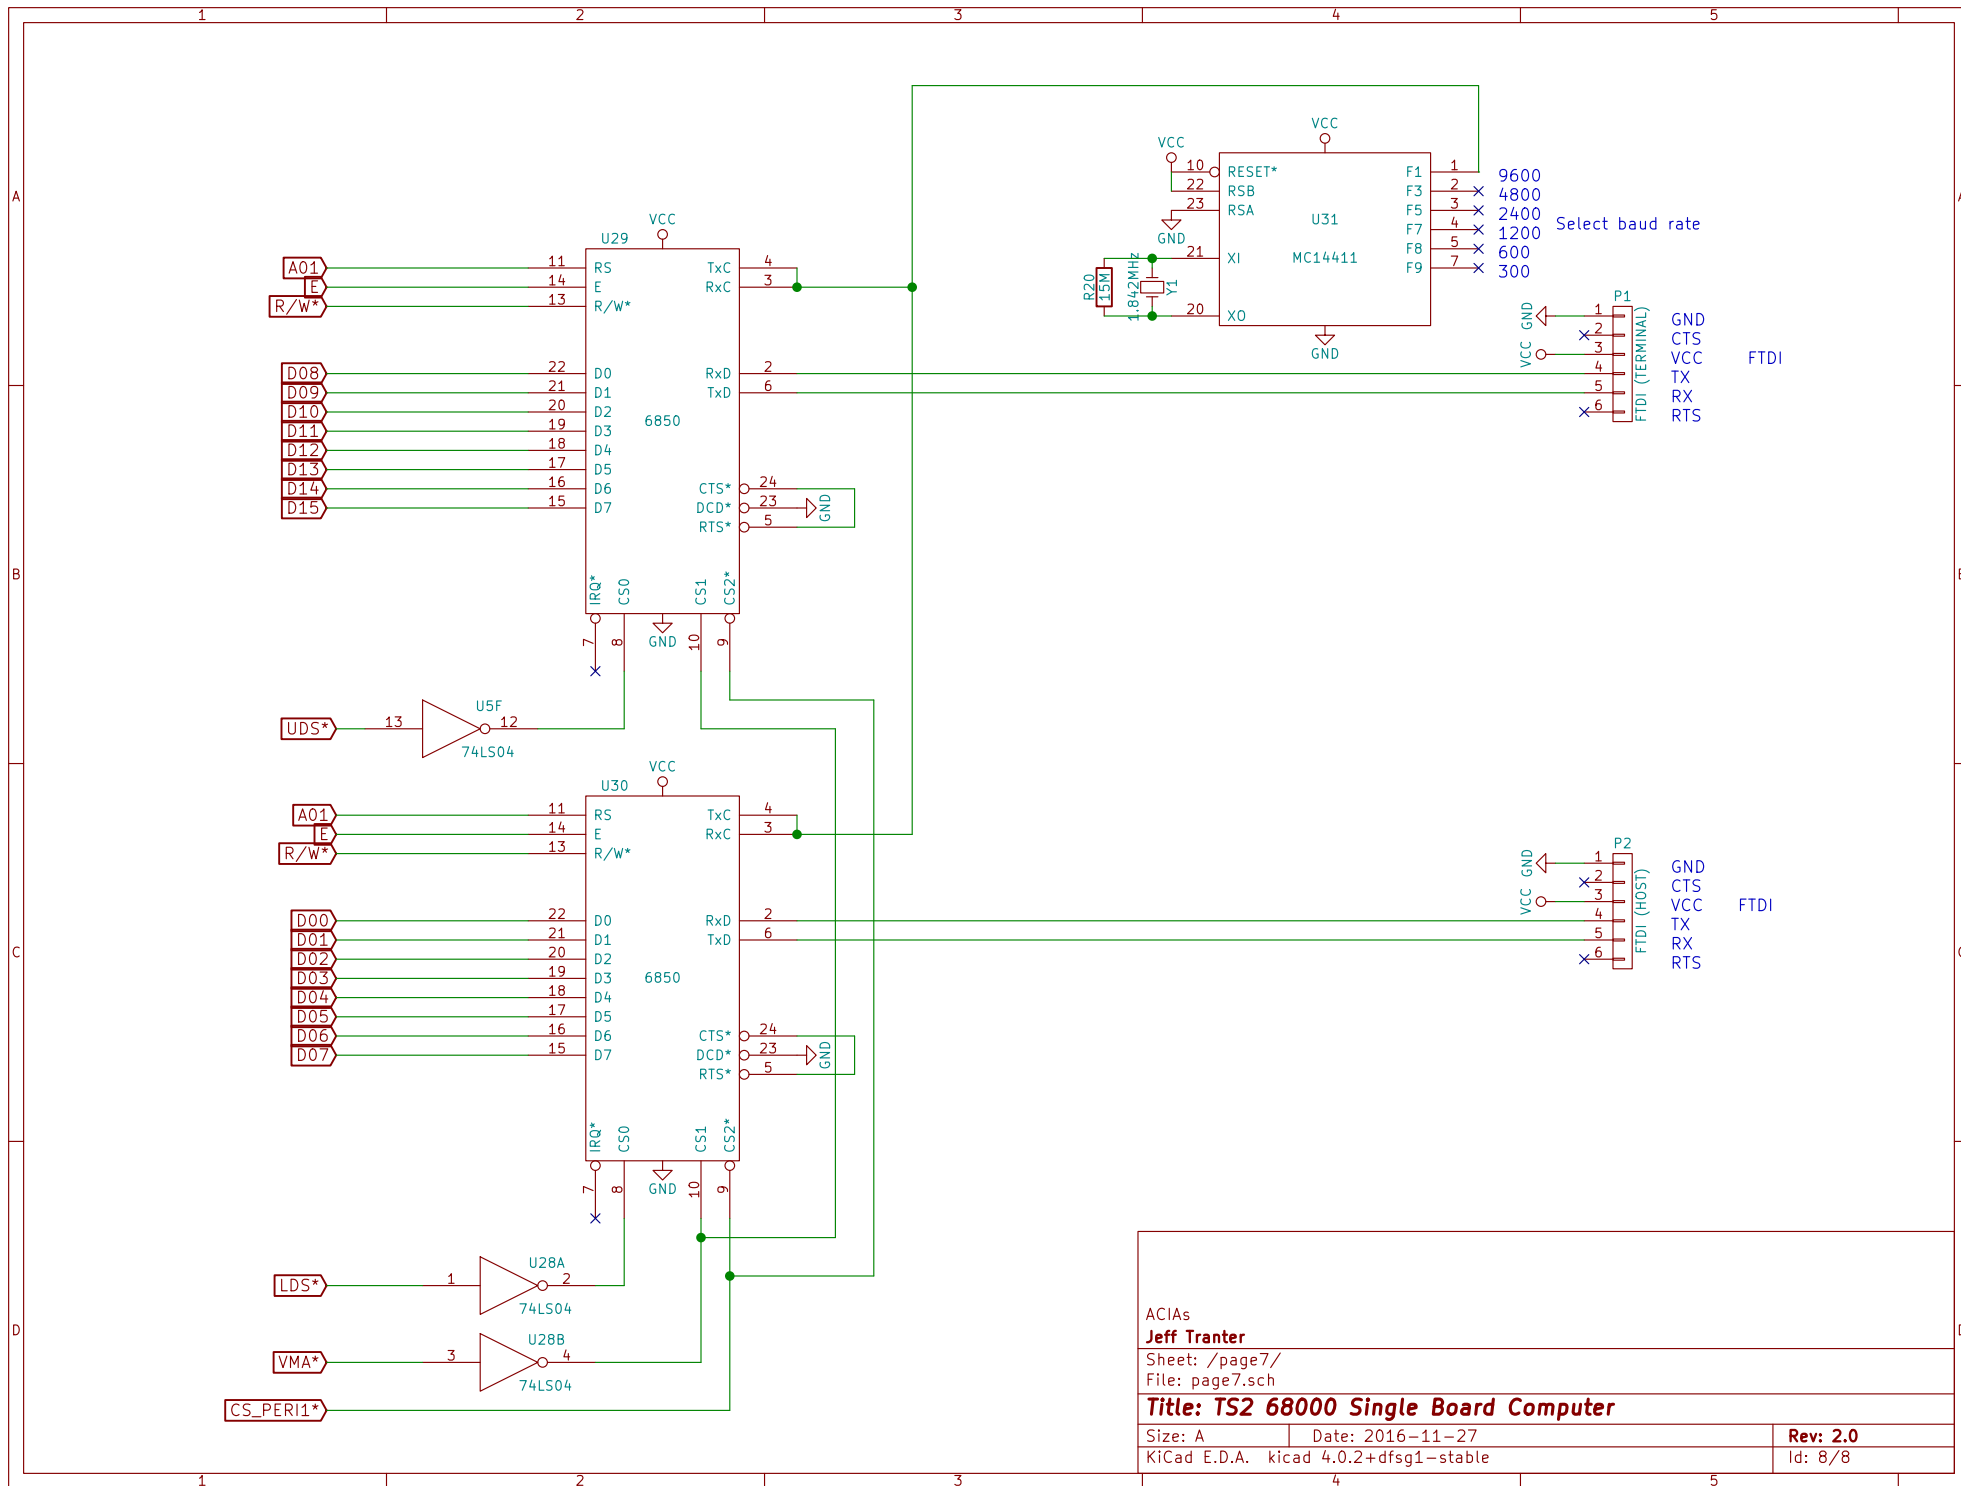 1 2 3 4 5
A
B
C
D
A01
E
R/W*
D08
D09
D10
D11
D12
D13
D14
D15
11
14
13
22
21
20
19
18
17
16
15
U29
VCC
RS
E
R/W*
D0
D1
D2
D3
D4
D5
D6
D7
6850
TxC 4
RxC 3
RxD 2
TxD 6
CTS* 24
DCD* 23
RTS* 5
GND
IRQ* CS0 CS1 CS2*
7 8 GND 10 9
UDS* 13 U5F 12
74LS04
VCC
VCC
10 RESET*
22 RSB
23 RSA
GND
21 XI
20 XO
R20
15M
1.842MHz
Y1
U31
MC14411
GND
F1 1
F3 2
F5 3
F7 4
F8 5
F9 7
9600
4800
2400
1200
600
300
Select baud rate
P1
GND
VCC
1
2
3
4
5
6
FTDI (TERMINAL)
GND
CTS
VCC FTDI
TX
RX
RTS
A01
E
R/W*
D00
D01
D02
D03
D04
D05
D06
D07
11
14
13
22
21
20
19
18
17
16
15
U30
VCC
RS
E
R/W*
D0
D1
D2
D3
D4
D5
D6
D7
6850
TxC 4
RxC 3
RxD 2
TxD 6
CTS* 24
DCD* 23
RTS* 5
GND
IRQ* CS0 CS1 CS2*
7 8 GND 10 9
P2
GND
VCC
1
2
3
4
5
6
FTDI (HOST)
GND
CTS
VCC FTDI
TX
RX
RTS
LDS* 1 U28A 2
74LS04
VMA* 3 U28B 4
74LS04
CS_PERI1*
ACIAs
Jeff Tranter
Sheet: /page7/
File: page7.sch
Title: TS2 68000 Single Board Computer
Size: A Date: 2016-11-27 Rev: 2.0
KiCad E.D.A. kicad 4.0.2+dfsg1-stable Id: 8/8
1 2 3 4 5